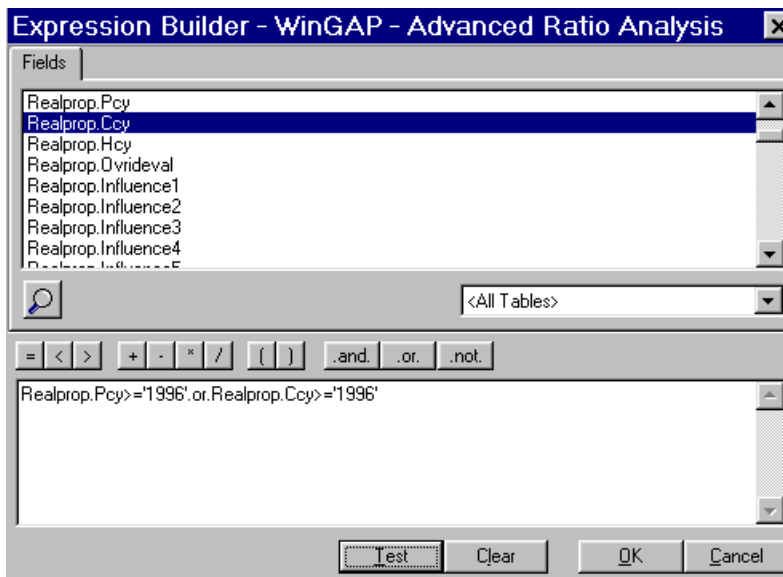 Expression Builder - WinGAP - Advanced Ratio Analysis
Fields
Realprop.Pcy
Realprop.Ccy
Realprop.Hcy
Realprop.Ovrideval
Realprop.Influence1
Realprop.Influence2
Realprop.Influence3
Realprop.Influence4
<All Tables>
= < > + - * / ( ) .and. .or. .not.
Realprop.Pcy>='1996'.or.Realprop.Ccy>='1996'
Test Clear OK Cancel